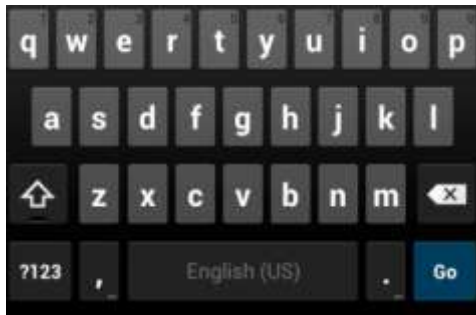 q w e r t y u i o p
a s d f g h j k l
z x c v b n m
?123 , English (US) . Go